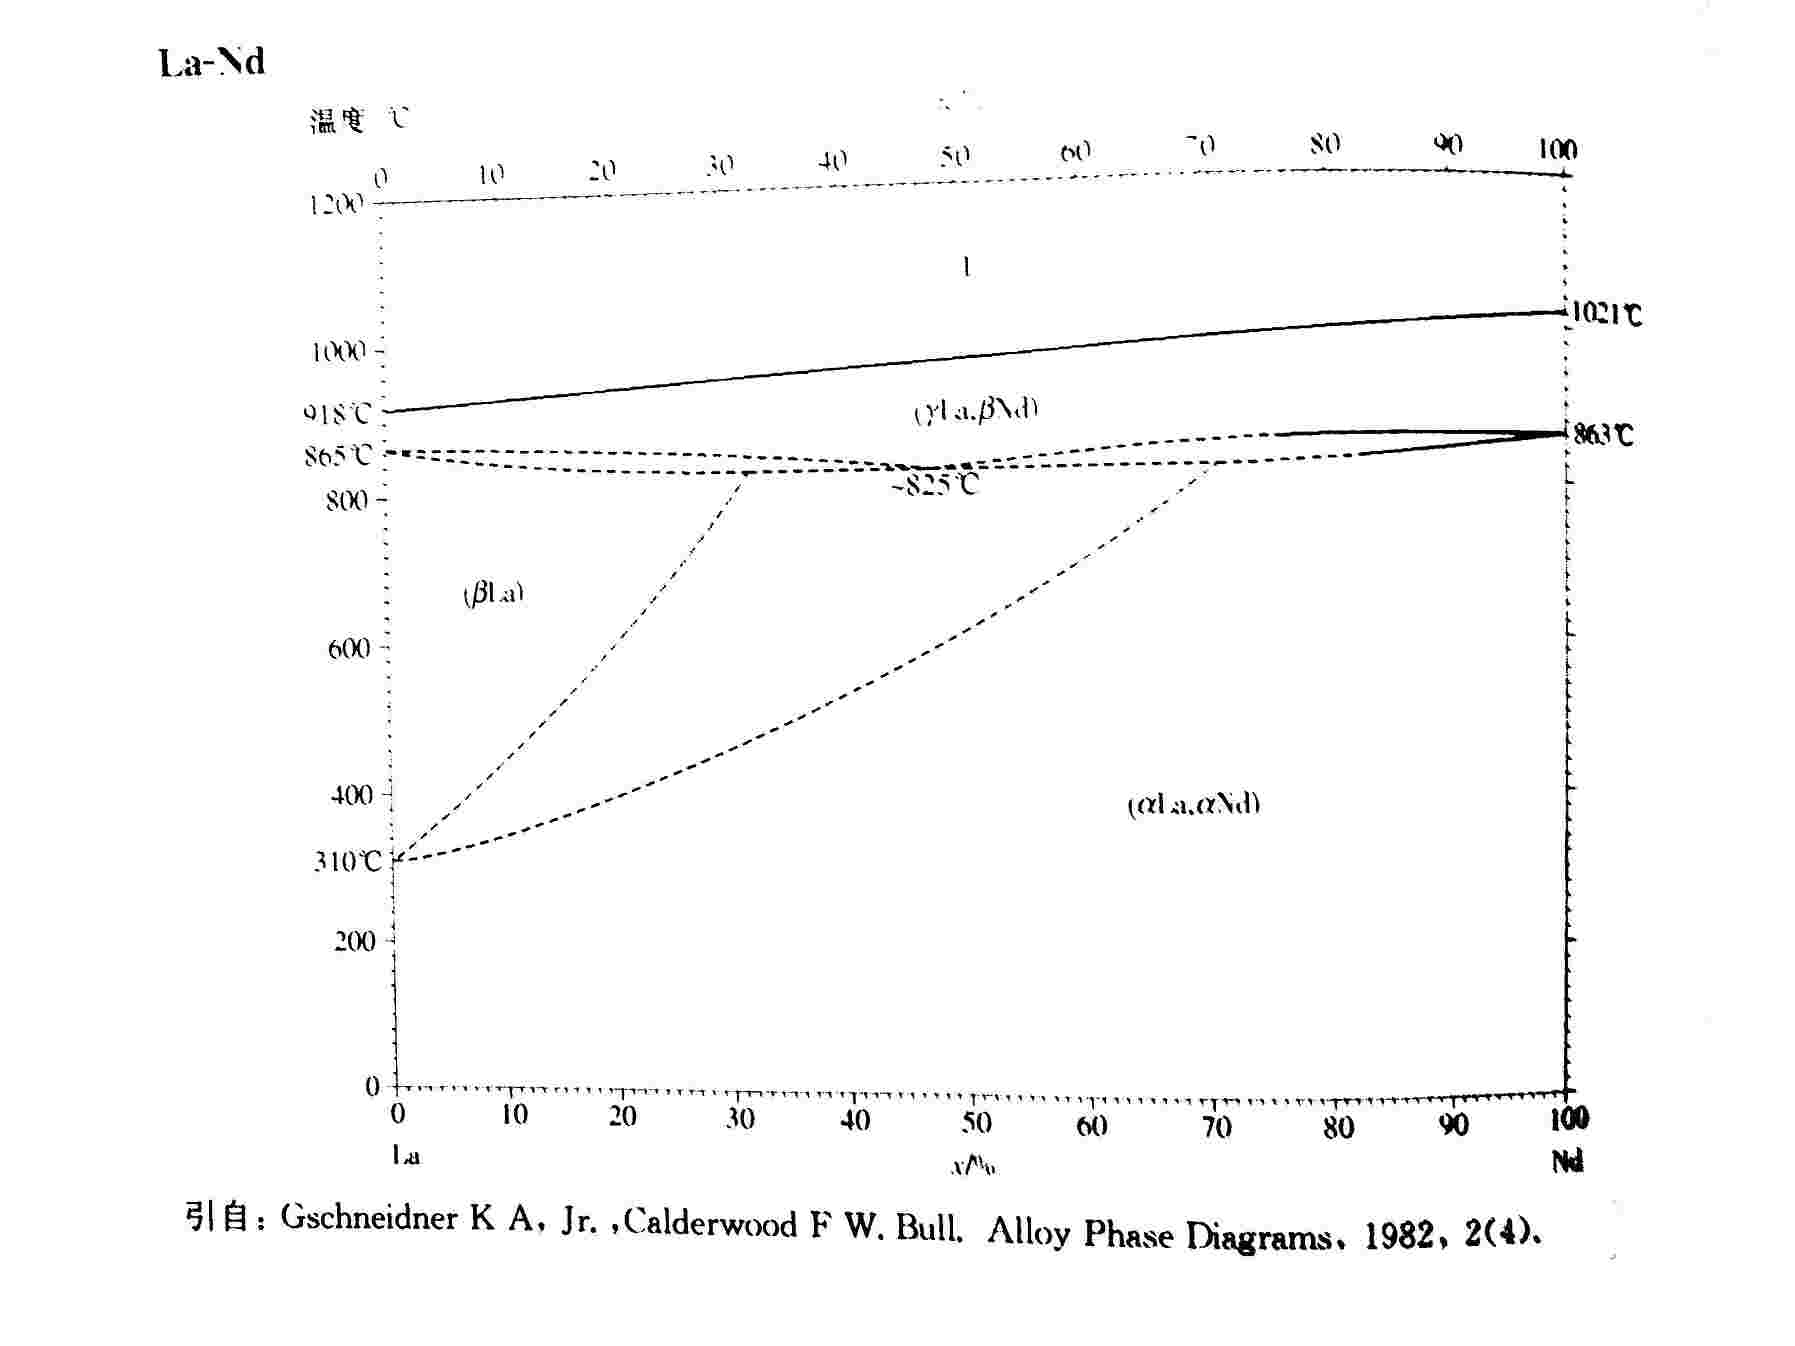 La-Nd
温度 ℃
0 10 20 30 40 50 60 70 80 90 100
1200
l
1021℃
1000
918℃
(γLa,βNd)
863℃
865℃
~825℃
800
(βLa)
600
400
(αLa,αNd)
310℃
200
0
0 10 20 30 40 50 60 70 80 90 100
La x/% Nd
引自: Gschneidner K A, Jr. ,Calderwood F W. Bull. Alloy Phase Diagrams, 1982, 2(4).